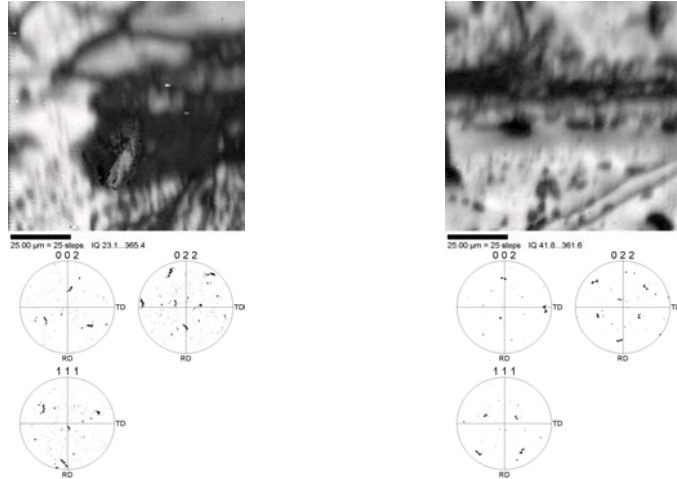 25.00 µm = 25 steps   IQ 23.1...365.4
0 0 2
0 2 2
TD
TD
RD
RD
1 1 1
TD
RD
25.00 µm = 25 steps   IQ 41.8...361.6
0 0 2
0 2 2
TD
RD
RD
1 1 1
TD
RD